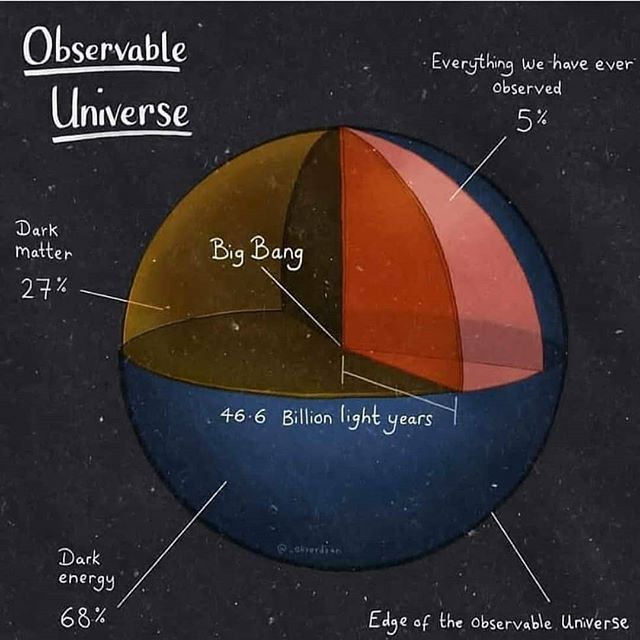 Observable
Universe
Everything we have ever
observed
5%
Dark
matter
27%
Big Bang
46.6 Billion light years
Dark
energy
68%
Edge of the observable Universe